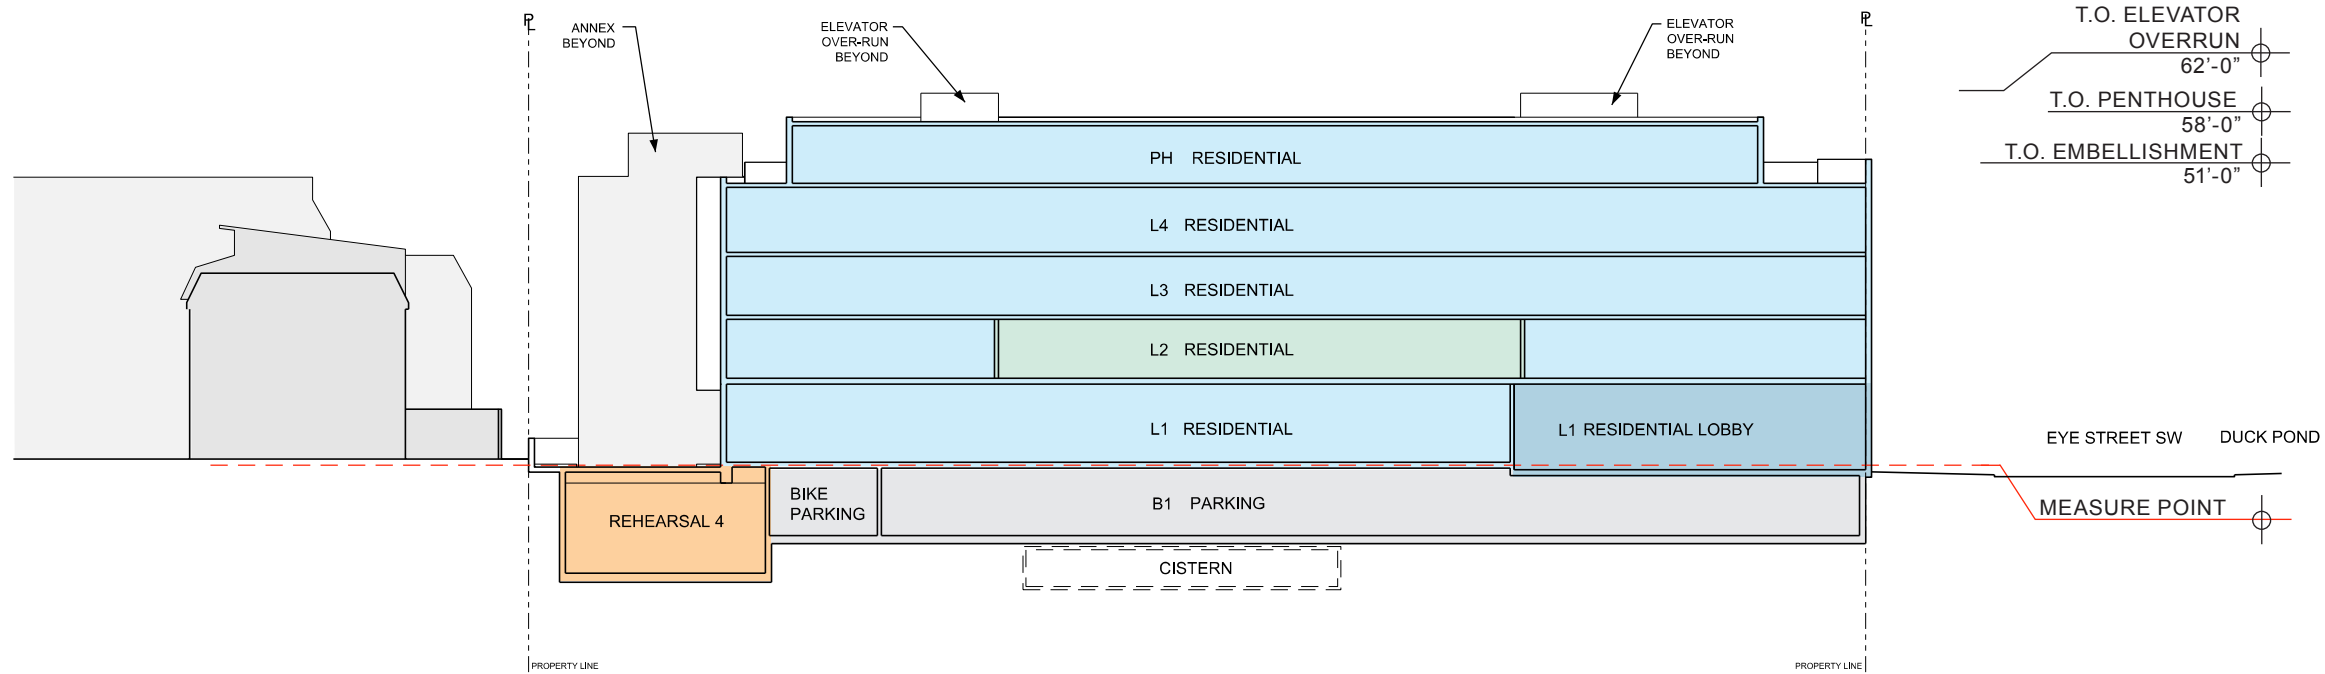 PL
ANNEX
BEYOND
ELEVATOR
OVER-RUN
BEYOND
ELEVATOR
OVER-RUN
BEYOND
PL
T.O. ELEVATOR
OVERRUN
62'-0"
T.O. PENTHOUSE
58'-0"
T.O. EMBELLISHMENT
51'-0"
PH RESIDENTIAL
L4 RESIDENTIAL
L3 RESIDENTIAL
L2 RESIDENTIAL
L1 RESIDENTIAL
L1 RESIDENTIAL LOBBY
EYE STREET SW
DUCK POND
REHEARSAL 4
BIKE
PARKING
B1 PARKING
MEASURE POINT
CISTERN
PROPERTY LINE
PROPERTY LINE